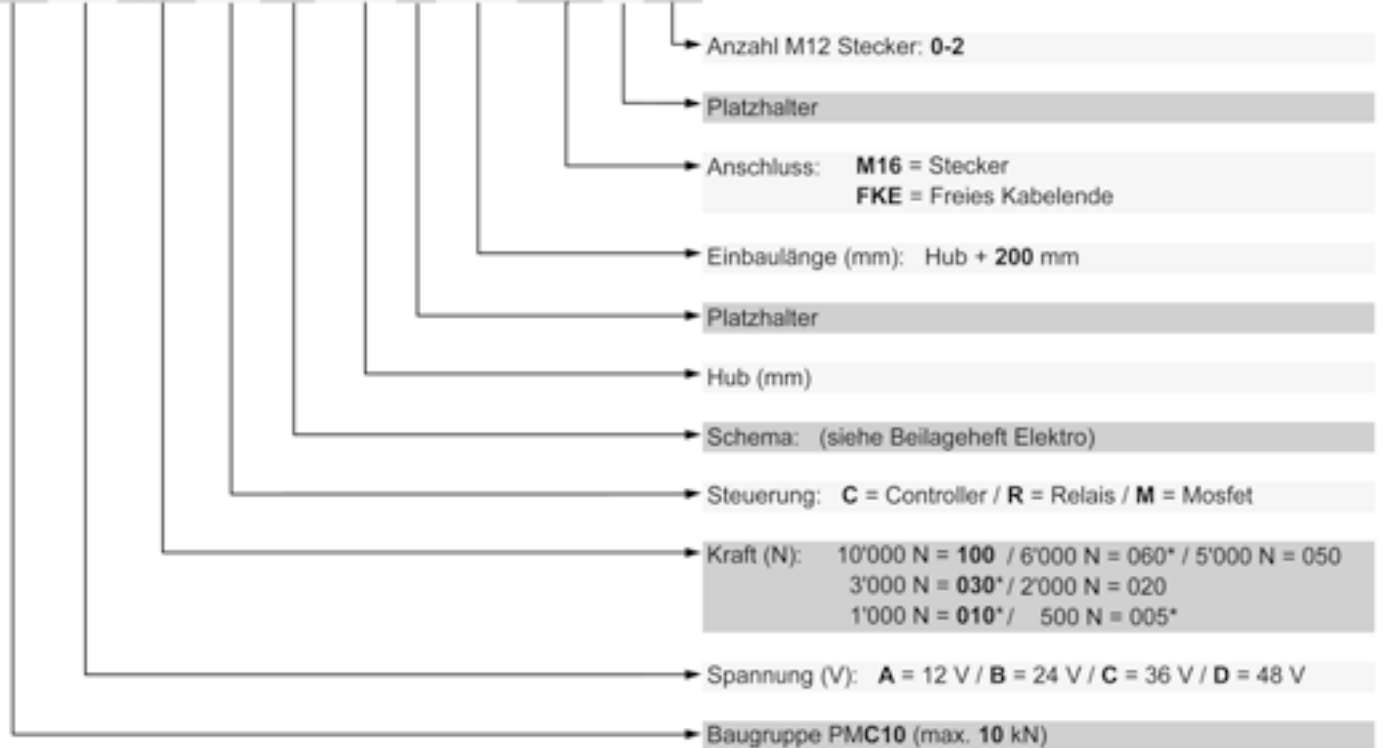 Anzahl M12 Stecker: 0-2
Platzhalter
Anschluss: M16 = Stecker
FKE = Freies Kabelende
Einbaulänge (mm): Hub + 200 mm
Platzhalter
Hub (mm)
Schema: (siehe Beilageheft Elektro)
Steuerung: C = Controller / R = Relais / M = Mosfet
Kraft (N): 10'000 N = 100 / 6'000 N = 060* / 5'000 N = 050
3'000 N = 030* / 2'000 N = 020
1'000 N = 010* / 500 N = 005*
Spannung (V): A = 12 V / B = 24 V / C = 36 V / D = 48 V
Baugruppe PMC10 (max. 10 kN)